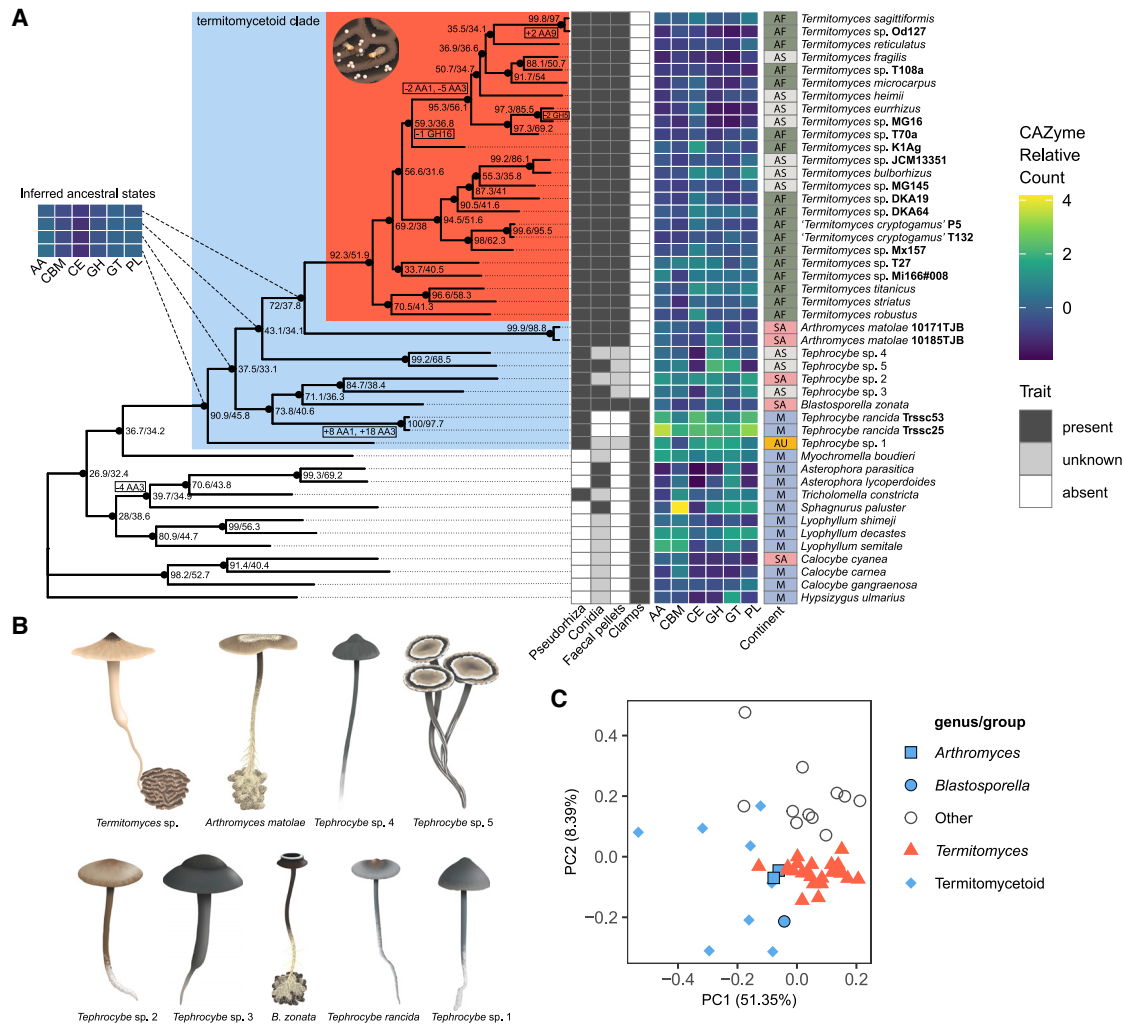 A
termitomycetoid clade
99.8/97
+2 AA9
35.5/34.1
36.9/36.6
50.7/34.7
88.1/50.7
91.7/54
-2 AA1, -5 AA3
95.3/56.1
97.3/85.5
-2 GH5
59.3/36.8
-1 GH16
97.3/69.2
99.2/86.1
56.6/31.6
55.3/35.8
87.3/41
90.5/41.6
94.5/51.6
69.2/38
99.6/95.5
98/62.3
92.3/51.9
33.7/40.5
96.6/58.3
70.5/41.3
72/37.8
99.9/98.8
43.1/34.1
99.2/68.5
37.5/33.1
84.7/38.4
71.1/36.3
73.8/40.6
90.9/45.8
100/97.7
+8 AA1, +18 AA3
36.7/34.2
26.9/32.4
99.3/69.2
70.6/43.8
-4 AA3
39.7/34.9
28/38.6
99/56.3
80.9/44.7
91.4/40.4
98.2/52.7
Inferred ancestral states
AA
CBM
CE
GH
GT
PL
AF Termitomyces sagittiformis
AF Termitomyces sp. Od127
AF Termitomyces reticulatus
AS Termitomyces fragilis
AF Termitomyces sp. T108a
AF Termitomyces microcarpus
AS Termitomyces heimii
AS Termitomyces eurrhizus
AS Termitomyces sp. MG16
AF Termitomyces sp. T70a
AF Termitomyces sp. K1Ag
AS Termitomyces sp. JCM13351
AS Termitomyces bulborhizus
AS Termitomyces sp. MG145
AF Termitomyces sp. DKA19
AF Termitomyces sp. DKA64
AF 'Termitomyces cryptogamus' P5
AF 'Termitomyces cryptogamus' T132
AF Termitomyces sp. Mx157
AF Termitomyces sp. T27
AF Termitomyces sp. Mi166#008
AF Termitomyces titanicus
AF Termitomyces striatus
AF Termitomyces robustus
SA Arthromyces matolae 10171TJB
SA Arthromyces matolae 10185TJB
AS Tephrocybe sp. 4
AS Tephrocybe sp. 5
SA Tephrocybe sp. 2
AS Tephrocybe sp. 3
SA Blastosporella zonata
M Tephrocybe rancida Trssc53
M Tephrocybe rancida Trssc25
AU Tephrocybe sp. 1
M Myochromella boudieri
M Asterophora parasitica
M Asterophora lycoperdoides
M Tricholomella constricta
M Sphagnurus paluster
M Lyophyllum shimeji
M Lyophyllum decastes
M Lyophyllum semitale
SA Calocybe cyanea
M Calocybe carnea
M Calocybe gangraenosa
M Hypsizygus ulmarius
Pseudorhiza
Conidia
Faecal pellets
Clamps
AA
CBM
CE
GH
GT
PL
Continent
CAZyme
Relative
Count
4
2
0
Trait
present
unknown
absent
B
Termitomyces sp.
Arthromyces matolae
Tephrocybe sp. 4
Tephrocybe sp. 5
Tephrocybe sp. 2
Tephrocybe sp. 3
B. zonata
Tephrocybe rancida
Tephrocybe sp. 1
C
PC2 (8.39%)
0.4
0.2
0.0
−0.2
−0.4
−0.2
0.0
0.2
PC1 (51.35%)
genus/group
Arthromyces
Blastosporella
Other
Termitomyces
Termitomycetoid